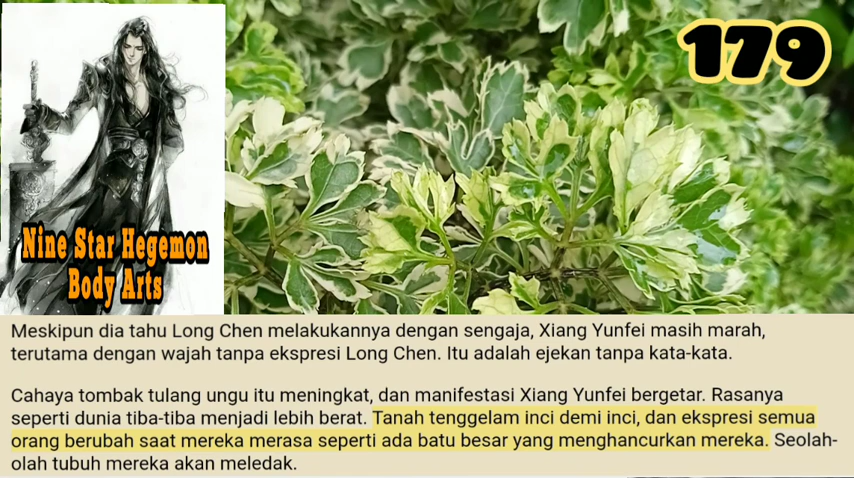 179
Nine Star Hegemon
Body Arts
Meskipun dia tahu Long Chen melakukannya dengan sengaja, Xiang Yunfei masih marah,
terutama dengan wajah tanpa ekspresi Long Chen. Itu adalah ejekan tanpa kata-kata.
Cahaya tombak tulang ungu itu meningkat, dan manifestasi Xiang Yunfei bergetar. Rasanya
seperti dunia tiba-tiba menjadi lebih berat. Tanah tenggelam inci demi inci, dan ekspresi semua
orang berubah saat mereka merasa seperti ada batu besar yang menghancurkan mereka. Seolah-
olah tubuh mereka akan meledak.